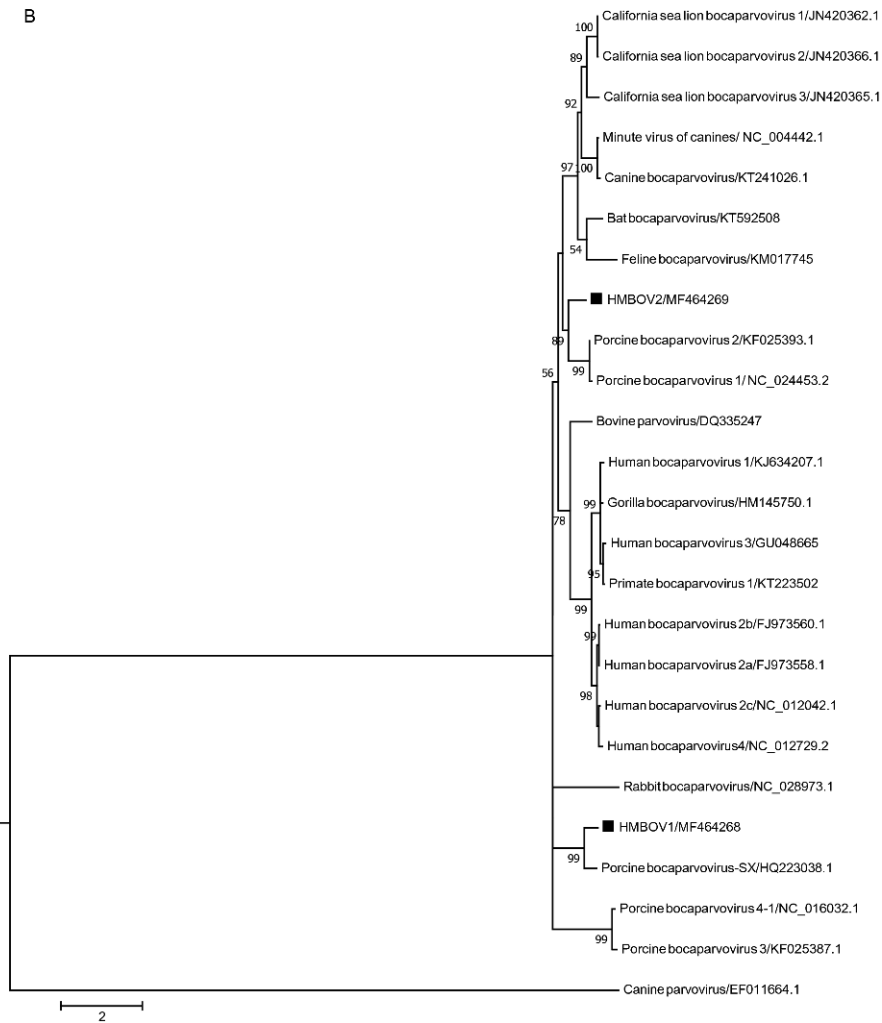 B
California sea lion bocaparvovirus 1/JN420362.1
100
California sea lion bocaparvovirus 2/JN420366.1
89
California sea lion bocaparvovirus 3/JN420365.1
92
Minute virus of canines/ NC_004442.1
97
100
Canine bocaparvovirus/KT241026.1
Bat bocaparvovirus/KT592508
54
Feline bocaparvovirus/KM017745
HMBOV2/MF464269
89
Porcine bocaparvovirus 2/KF025393.1
99
56
Porcine bocaparvovirus 1/ NC_024453.2
Bovine parvovirus/DQ335247
Human bocaparvovirus 1/KJ634207.1
99
Gorilla bocaparvovirus/HM145750.1
78
Human bocaparvovirus 3/GU048665
95
Primate bocaparvovirus 1/KT223502
99
Human bocaparvovirus 2b/FJ973560.1
99
Human bocaparvovirus 2a/FJ973558.1
98
Human bocaparvovirus 2c/NC_012042.1
Human bocaparvovirus4/NC_012729.2
Rabbit bocaparvovirus/NC_028973.1
HMBOV1/MF464268
99
Porcine bocaparvovirus-SX/HQ223038.1
Porcine bocaparvovirus 4-1/NC_016032.1
99
Porcine bocaparvovirus 3/KF025387.1
Canine parvovirus/EF011664.1
2